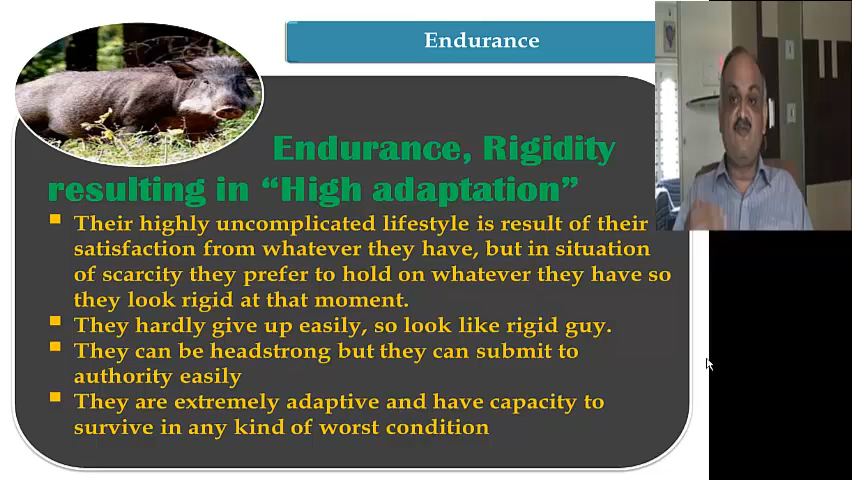 Endurance
Endurance, Rigidity
resulting in “High adaptation”
Their highly uncomplicated lifestyle is result of their
satisfaction from whatever they have, but in situation
of scarcity they prefer to hold on whatever they have so
they look rigid at that moment.
They hardly give up easily, so look like rigid guy.
They can be headstrong but they can submit to
authority easily
They are extremely adaptive and have capacity to
survive in any kind of worst condition